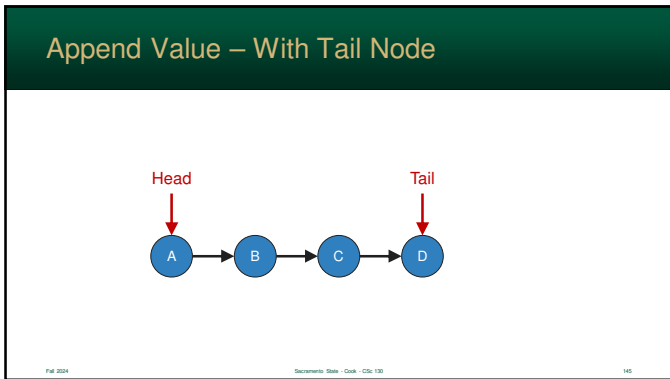 Append Value – With Tail Node
Head
Tail
A
B
C
D
Fall 2024
Sacramento State - Cook - CSc 130
145